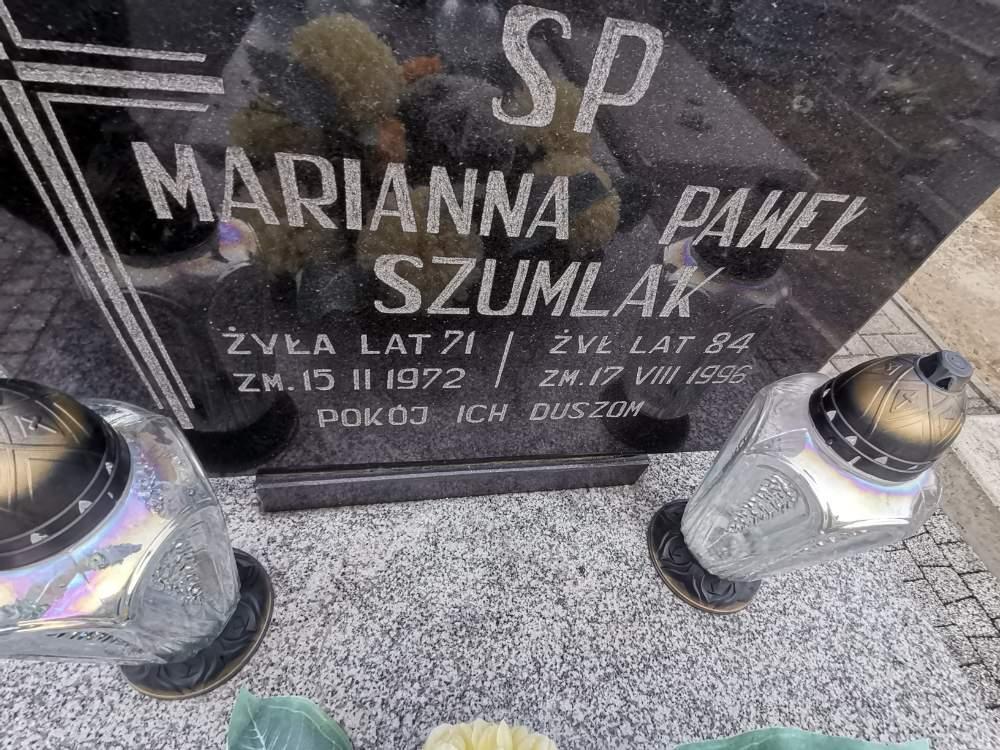 SP
MARIANNA PAWEŁ
SZUMLAK
ŻYŁA LAT 71 ŻYŁ LAT 84
ZM. 15 II 1972 ZM. 17 VIII 1996
POKÓJ ICH DUSZOM